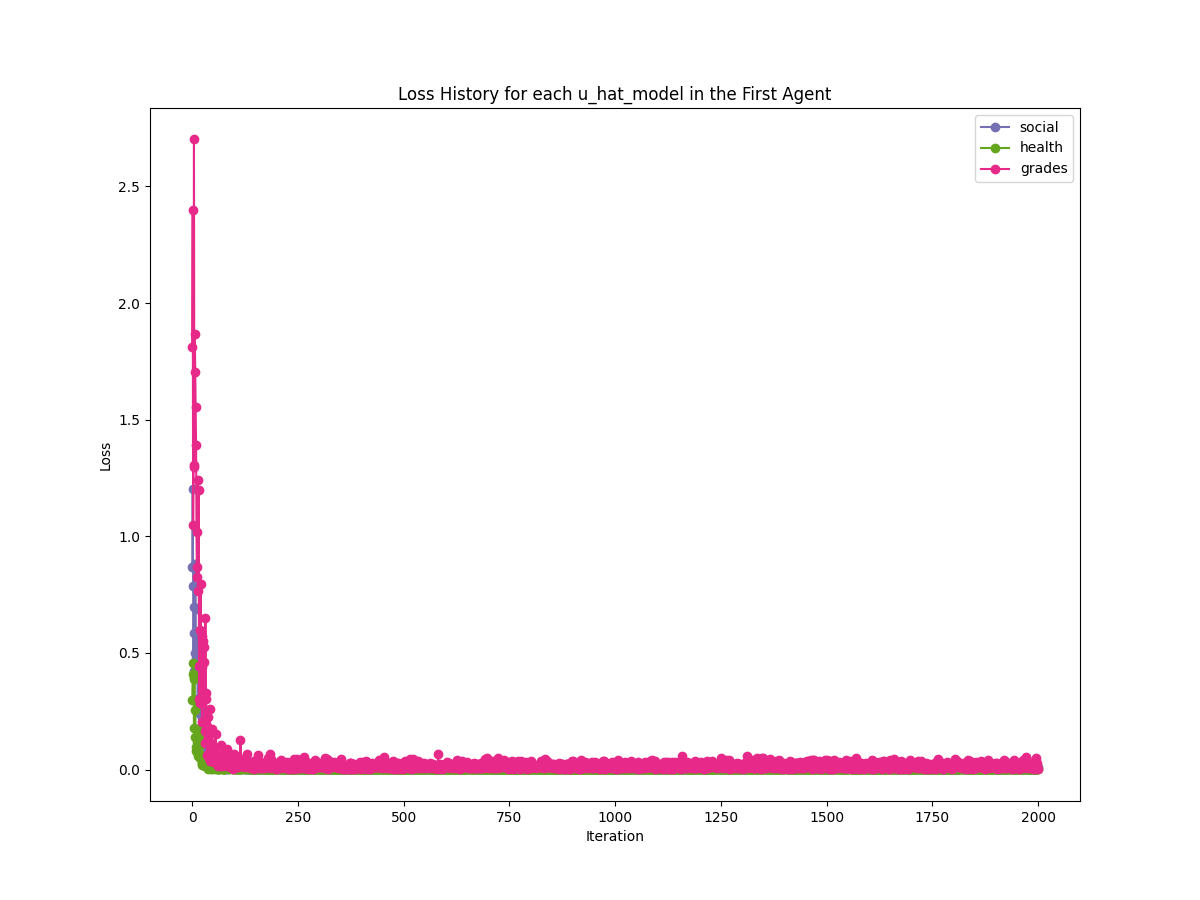 Loss History for each u_hat_model in the First Agent
social
health
grades
Loss
2.5
2.0
1.5
1.0
0.5
0.0
0 250 500 750 1000 1250 1500 1750 2000
Iteration